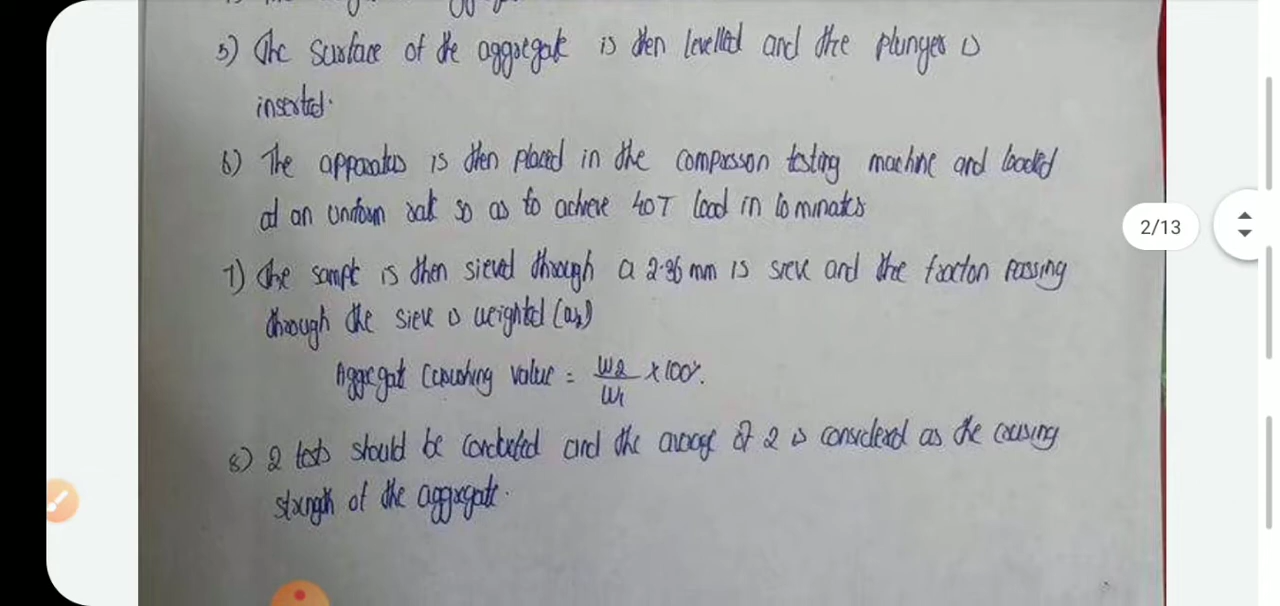 5) The surface of the aggregate is then levelled and the plunger is
inserted.
6) The apparatus is then placed in the compression testing machine and loaded
at an uniform rate so as to achieve 40T load in 10 minutes
7) The sample is then sieved through a 2.36 mm is sieve and the fraction passing
through the sieve is weighted (w2)
Aggregate Crushing value = W2/W1 × 100%.
8) 2 tests should be conducted and the average of 2 is considered as the crusing
strength of the aggregate.
2/13